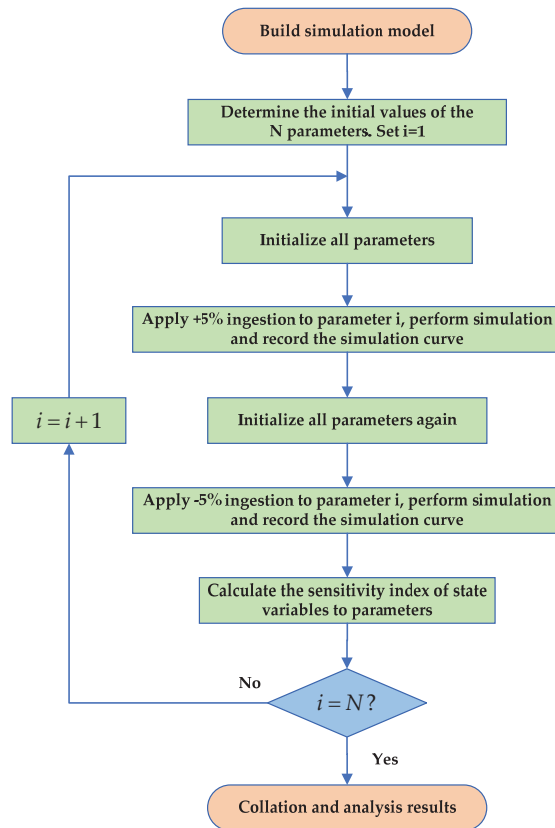 Build simulation model
Determine the initial values of the
N parameters. Set i=1
Initialize all parameters
Apply +5% ingestion to parameter i, perform simulation
and record the simulation curve
i = i + 1
Initialize all parameters again
Apply -5% ingestion to parameter i, perform simulation
and record the simulation curve
Calculate the sensitivity index of state
variables to parameters
No
i = N ?
Yes
Collation and analysis results